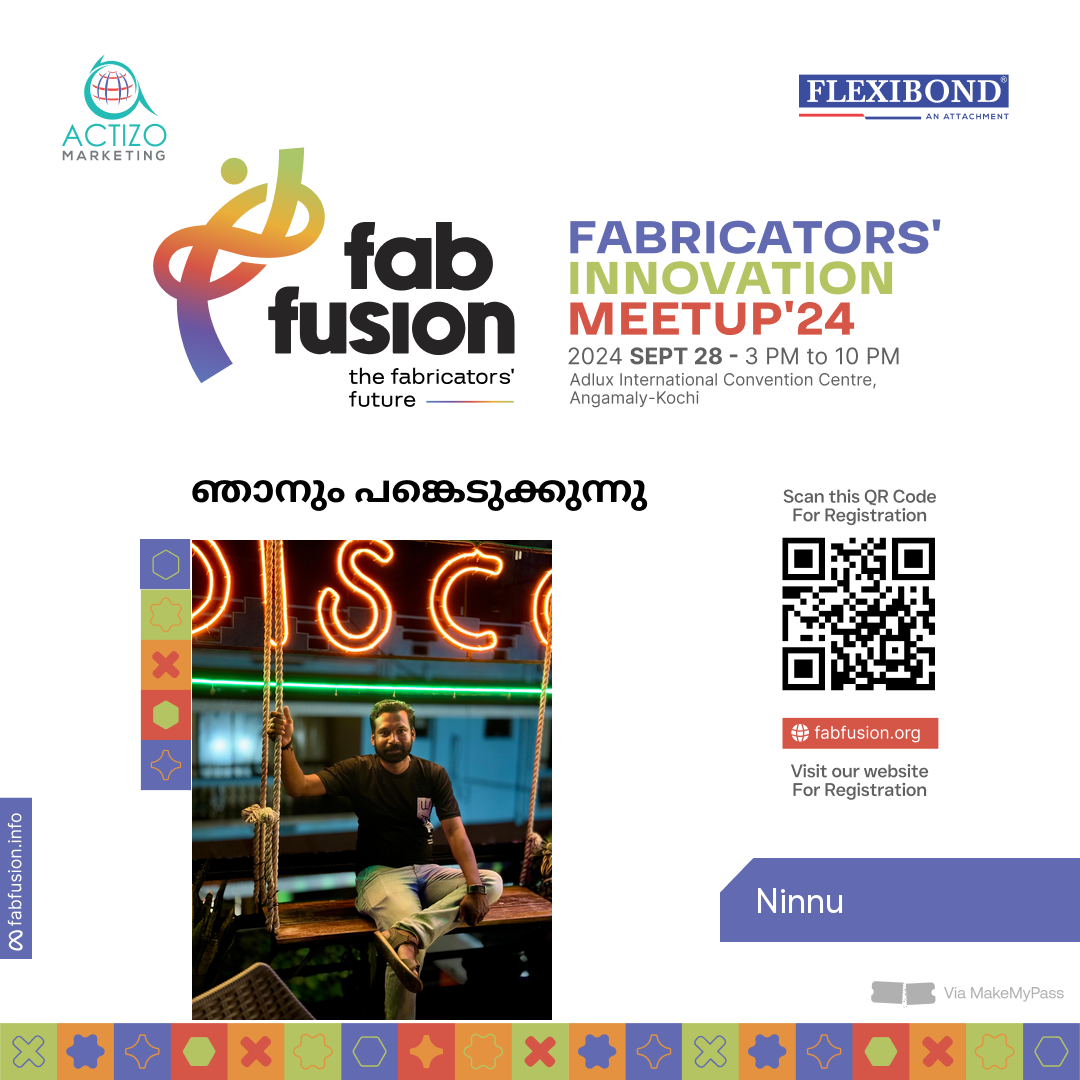 ACTIZO
MARKETING
FLEXIBOND®
AN ATTACHMENT
fab
fusion
the fabricators'
future
FABRICATORS'
INNOVATION
MEETUP'24
2024 SEPT 28 - 3 PM to 10 PM
Adlux International Convention Centre,
Angamaly-Kochi
ഞാനും പങ്കെടുക്കുന്നു
Scan this QR Code
For Registration
DISCO
fabfusion.org
Visit our website
For Registration
fabfusion.info
Ninnu
Via MakeMyPass